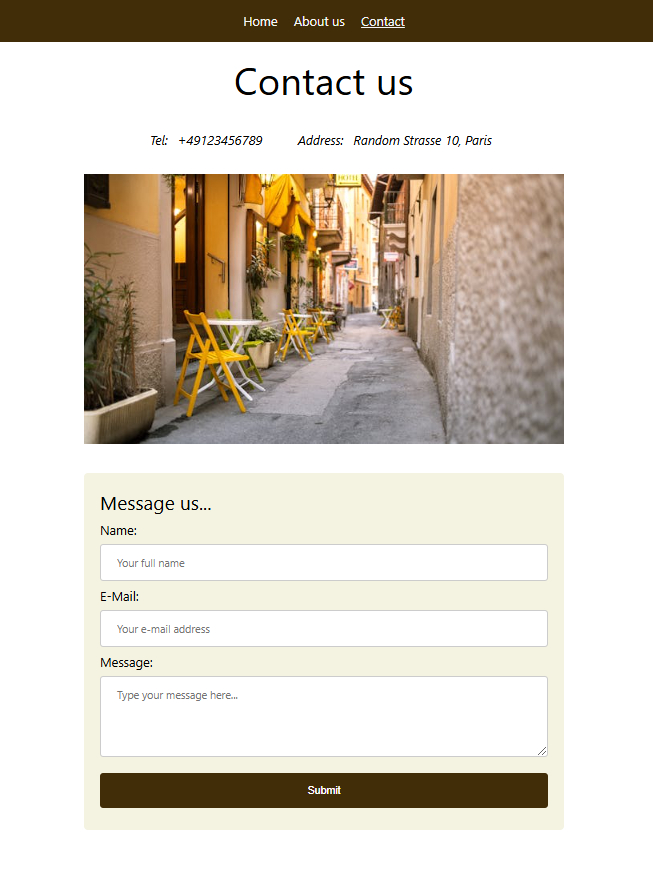 Home About us Contact
Contact us
Tel: +49123456789 Address: Random Strasse 10, Paris
HOTEL
Message us...
Name:
Your full name
E-Mail:
Your e-mail address
Message:
Type your message here...
Submit